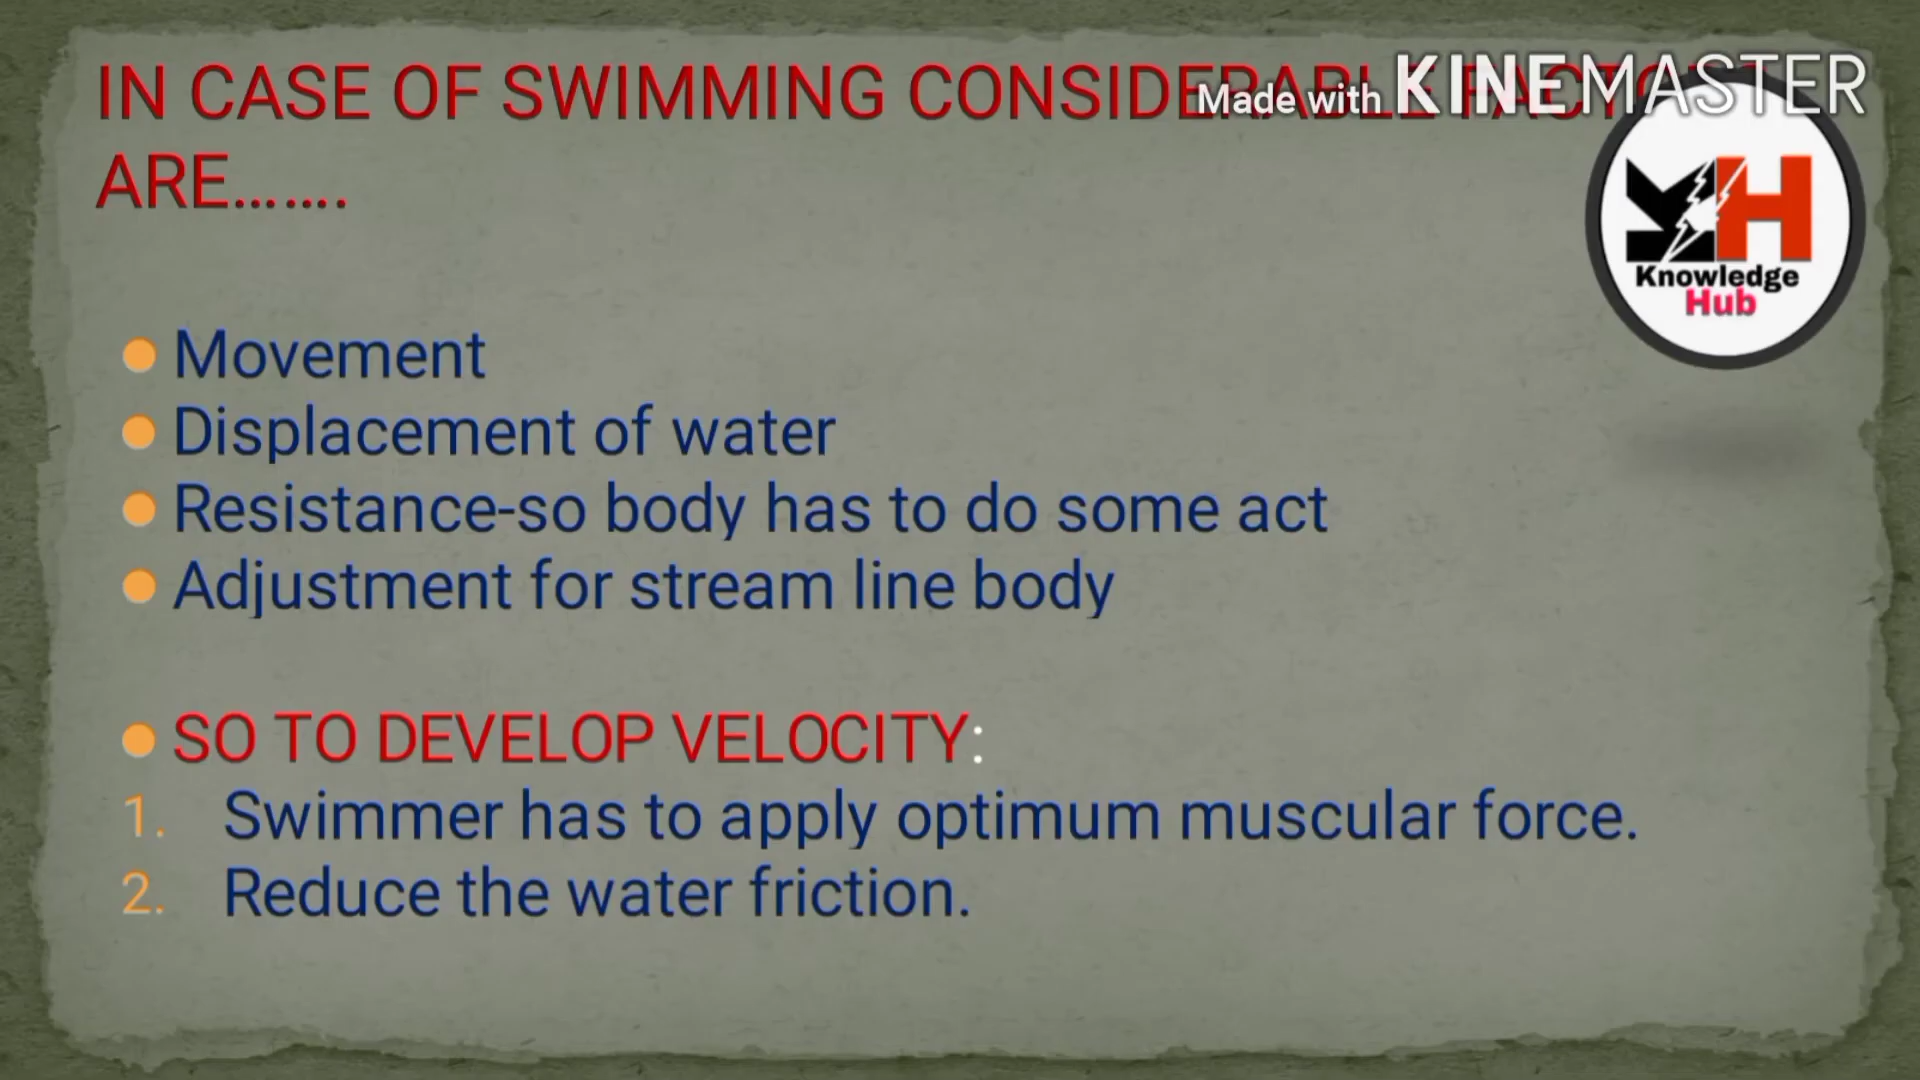 IN CASE OF SWIMMING CONSIDERABLE
ARE.......
Made with KINEMASTER
Knowledge
Hub
Movement
Displacement of water
Resistance-so body has to do some act
Adjustment for stream line body
SO TO DEVELOP VELOCITY:
1. Swimmer has to apply optimum muscular force.
2. Reduce the water friction.